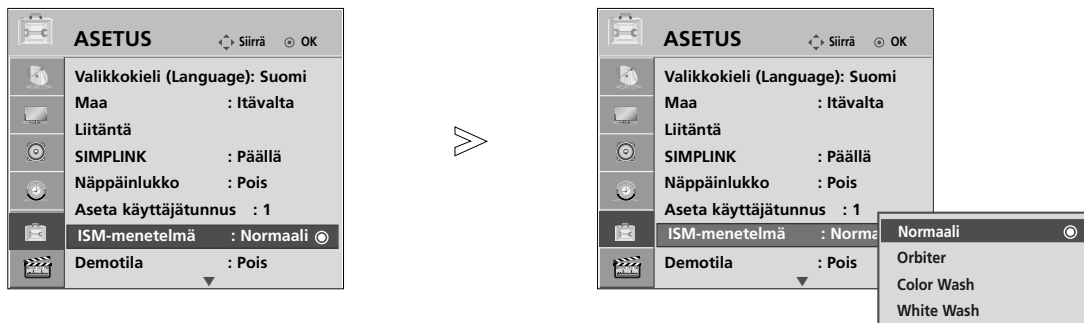 ASETUS Siirrä OK
Valikkokieli (Language): Suomi
Maa : Itävalta
Liitäntä
SIMPLINK : Päällä
Näppäinlukko : Pois
Aseta käyttäjätunnus : 1
ISM-menetelmä : Normaali
Demotila : Pois
ASETUS Siirrä OK
Valikkokieli (Language): Suomi
Maa : Itävalta
Liitäntä
SIMPLINK : Päällä
Näppäinlukko : Pois
Aseta käyttäjätunnus : 1
ISM-menetelmä : Norma
Demotila : Pois
Normaali
Orbiter
Color Wash
White Wash